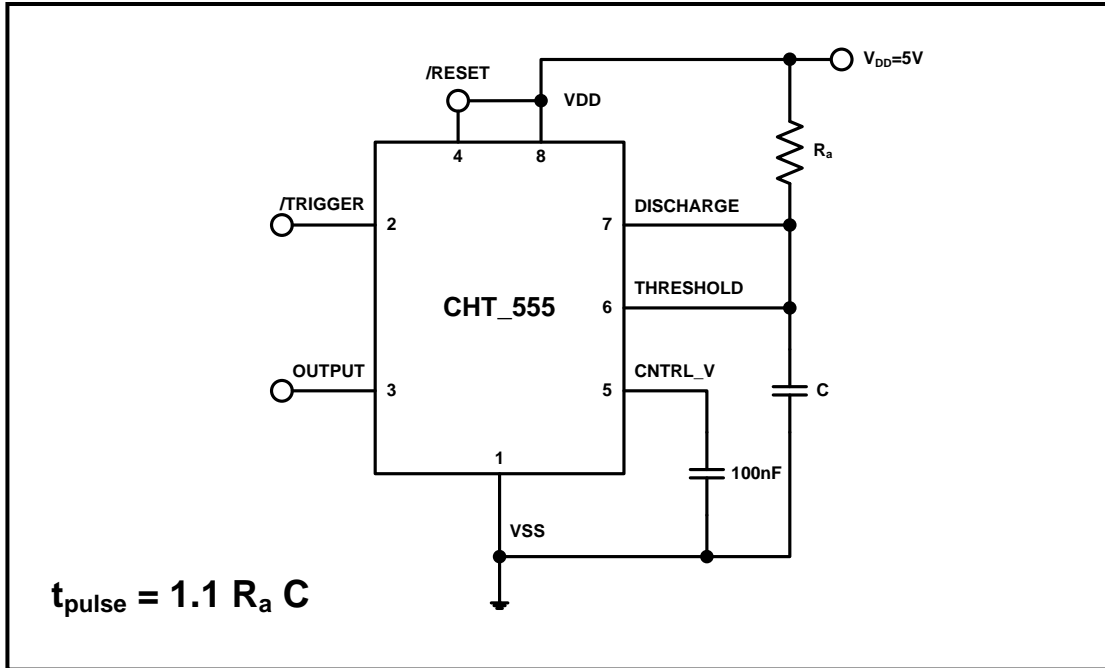 V_DD=5V
/RESET
VDD
4
8
R_a
/TRIGGER
2
DISCHARGE
7
THRESHOLD
6
CHT_555
OUTPUT
3
CNTRL_V
5
C
1
100nF
VSS
t_pulse = 1.1 R_a C